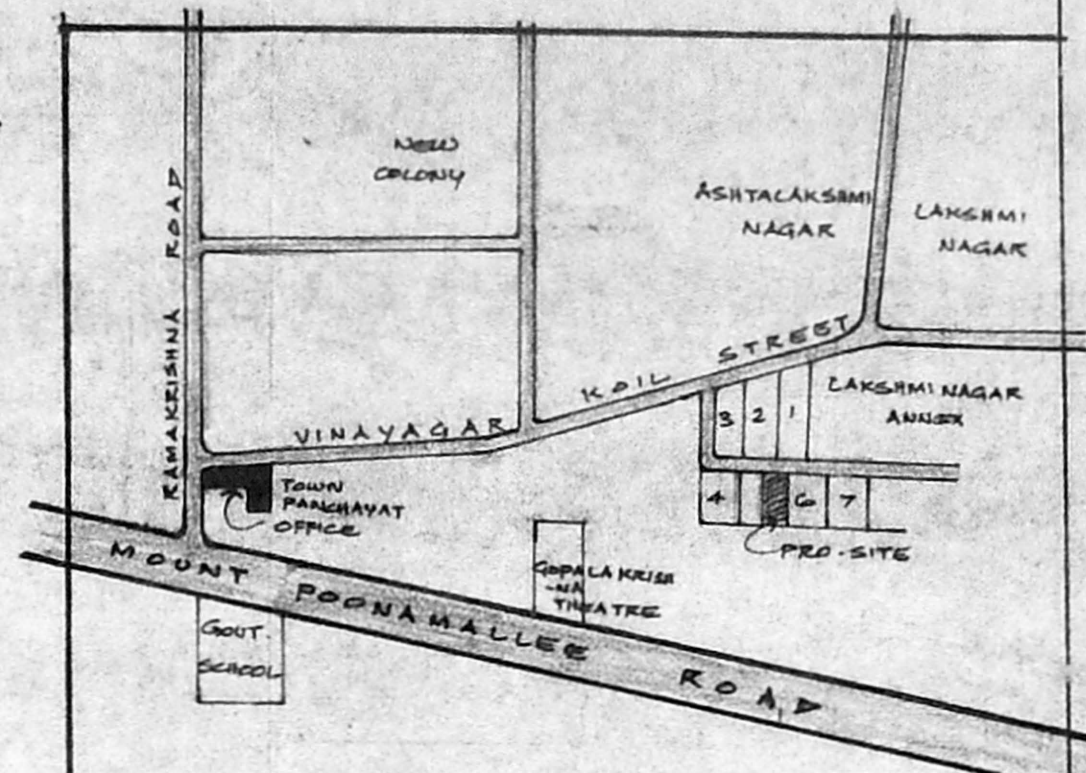 NEW
COLONY
ASHTALAKSHMI
NAGAR
LAKSHMI
NAGAR
RAMAKRISHNA ROAD
VINAYAGAR KOIL STREET
LAKSHMI NAGAR
ANNEX
3 2 1
4 6 7
PRO-SITE
TOWN
PANCHAYAT
OFFICE
GOPALAKRISH
-NA
THEATRE
MOUNT POONAMALLEE ROAD
GOVT.
SCHOOL